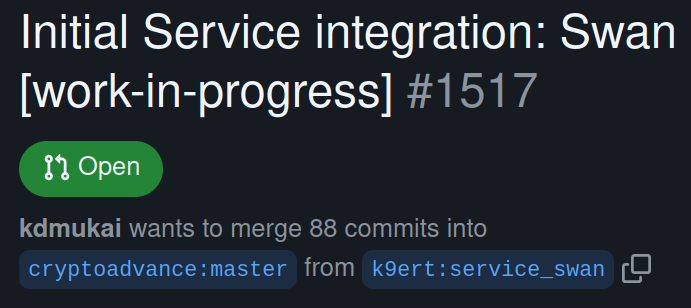 Initial Service integration: Swan
[work-in-progress] #1517
Open
kdmukai wants to merge 88 commits into
cryptoadvance:master from k9ert:service_swan